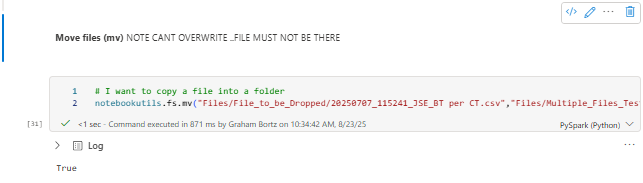 </>
Move files (mv) NOTE CANT OVERWRITE ..FILE MUST NOT BE THERE
1 # I want to copy a file into a folder
2 notebookutils.fs.mv("Files/File_to_be_Dropped/20250707_115241_JSE_BT per CT.csv","Files/Multiple_Files_Tes
[31] <1 sec - Command executed in 871 ms by Graham Bortz on 10:34:42 AM, 8/23/25 PySpark (Python)
Log
True